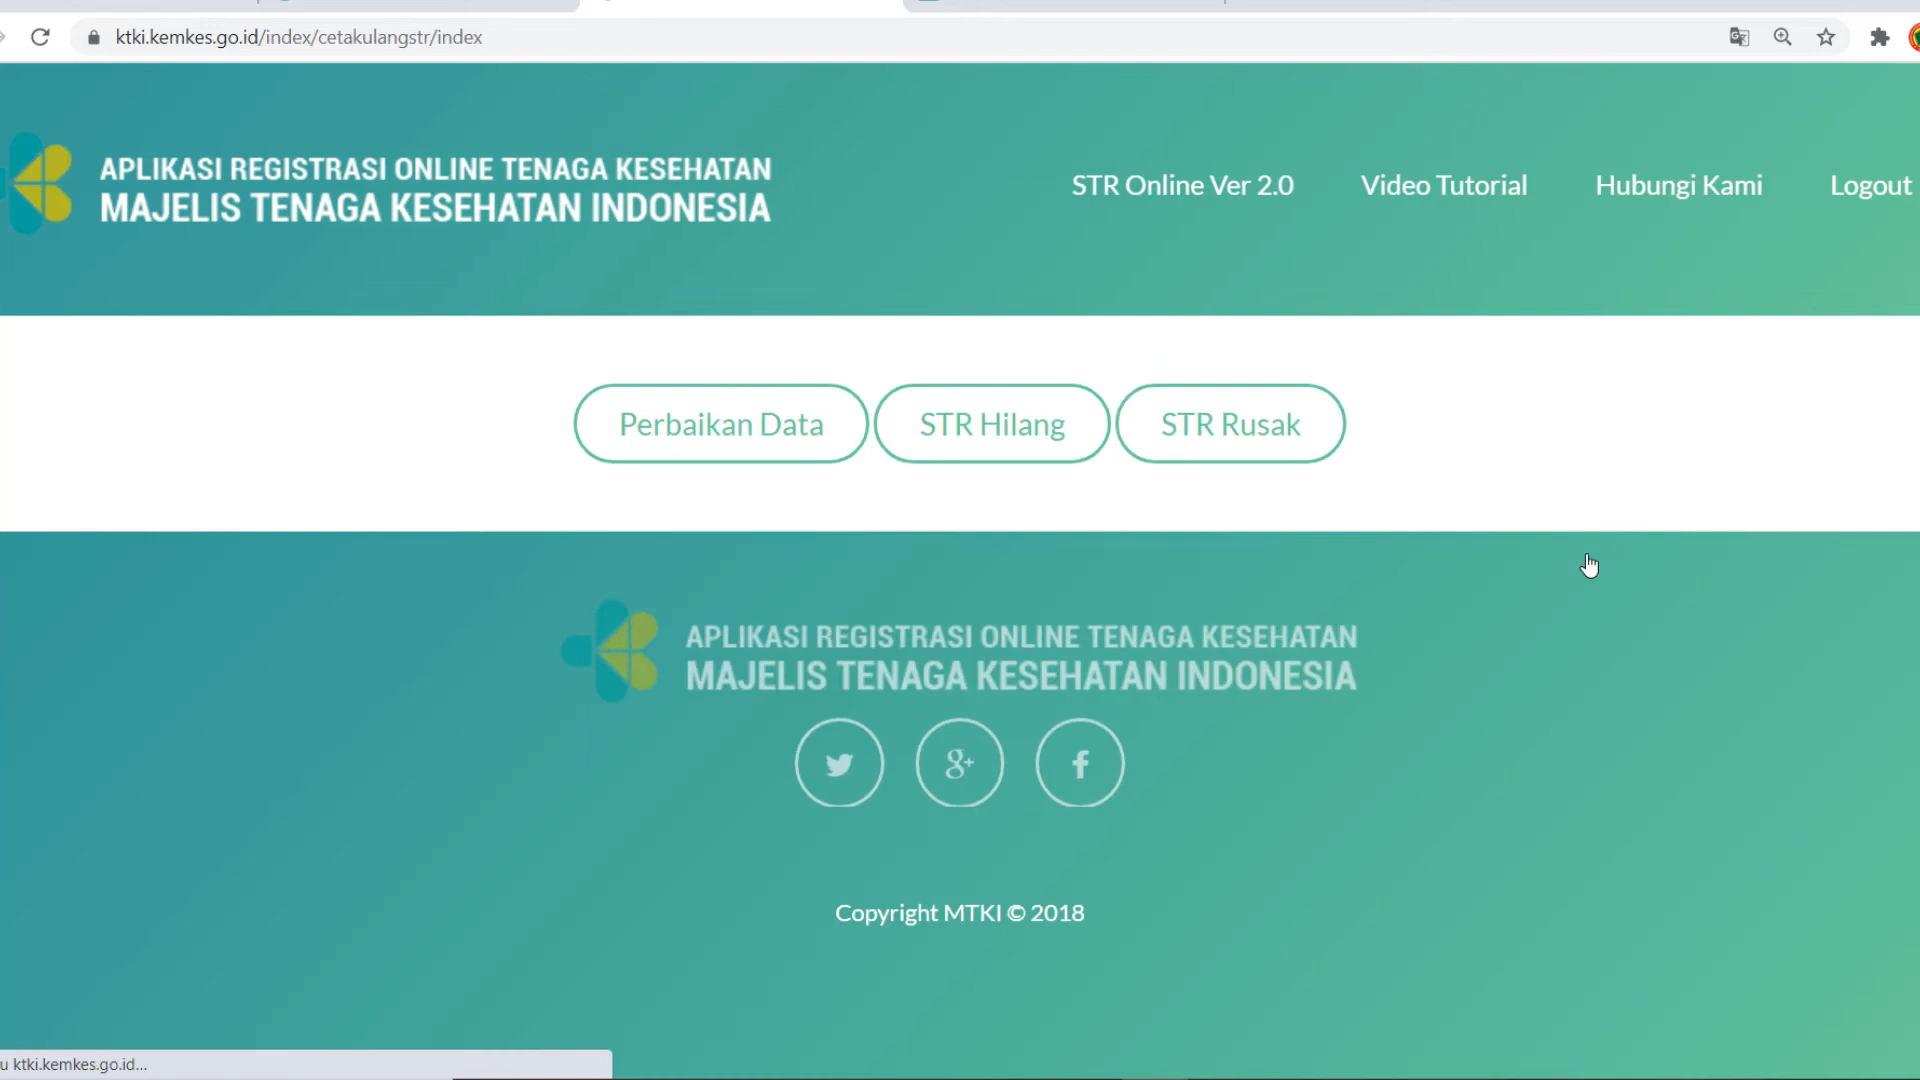 ktki.kemkes.go.id/index/cetakulangstr/index
APLIKASI REGISTRASI ONLINE TENAGA KESEHATAN
MAJELIS TENAGA KESEHATAN INDONESIA
STR Online Ver 2.0
Video Tutorial
Hubungi Kami
Logout
Perbaikan Data
STR Hilang
STR Rusak
APLIKASI REGISTRASI ONLINE TENAGA KESEHATAN
MAJELIS TENAGA KESEHATAN INDONESIA
Copyright MTKI © 2018
u ktki.kemkes.go.id...